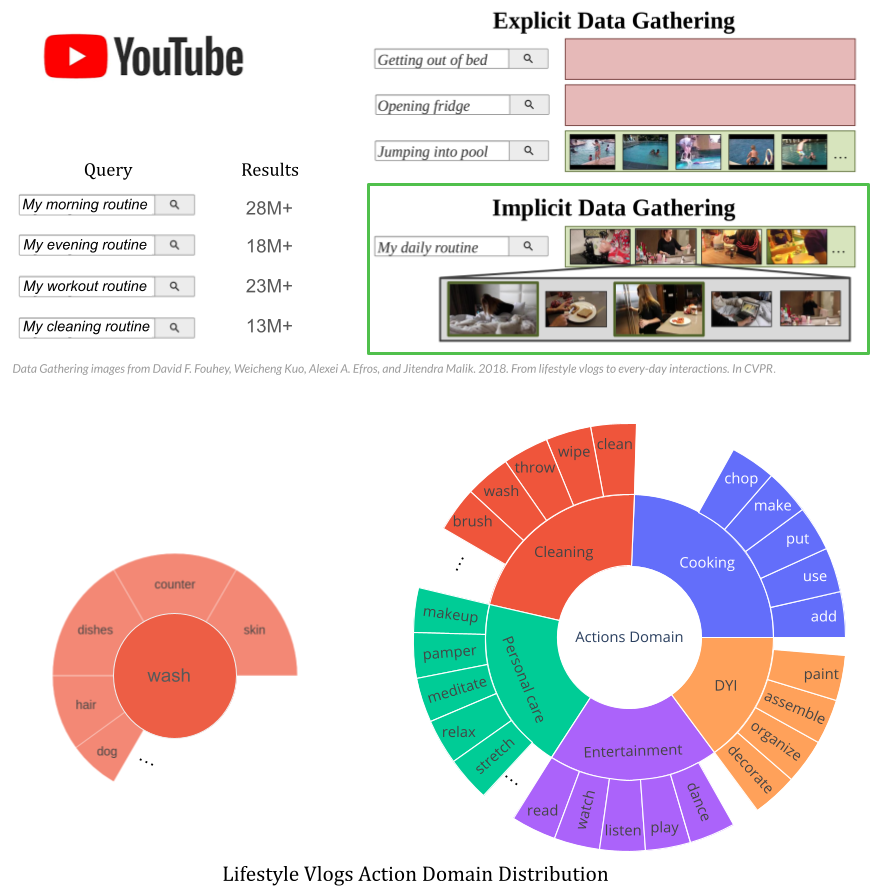 YouTube
Query Results
My morning routine 28M+
My evening routine 18M+
My workout routine 23M+
My cleaning routine 13M+
Explicit Data Gathering
Getting out of bed
Opening fridge
Jumping into pool ...
Implicit Data Gathering
My daily routine ...
Data Gathering images from David F. Fouhey, Weicheng Kuo, Alexei A. Efros, and Jitendra Malik. 2018. From lifestyle vlogs to every-day interactions. In CVPR.
wash
skin
counter
dishes
hair
dog
...
Actions Domain
Cooking
chop
make
put
use
add
DYI
paint
assemble
organize
decorate
Entertainment
dance
play
listen
watch
read
Personal care
...
stretch
relax
meditate
pamper
makeup
Cleaning
...
brush
wash
throw
wipe
clean
Lifestyle Vlogs Action Domain Distribution